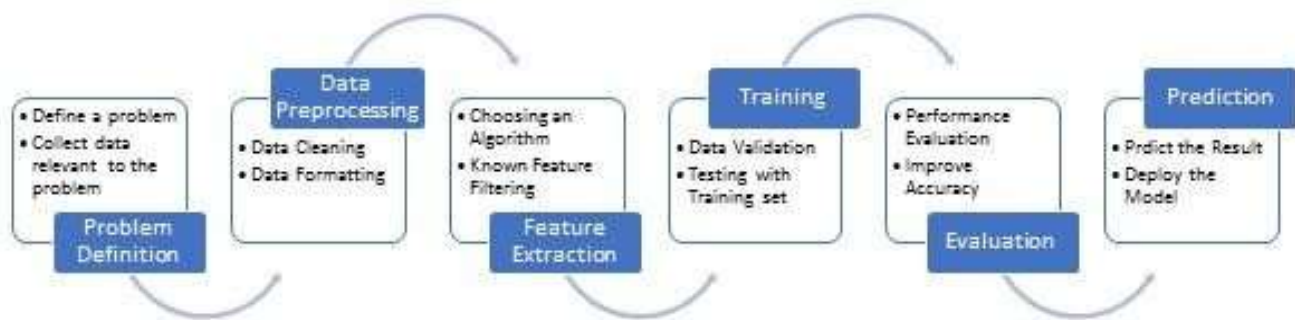 • Define a problem
• Collect data
relevant to the
problem
Problem
Definition
Data
Preprocessing
• Data Cleaning
• Data Formatting
• Choosing an
Algorithm
• Known Feature
Filtering
Feature
Extraction
Training
• Data Validation
• Testing with
Training set
• Performance
Evaluation
• Improve
Accuracy
Evaluation
Prediction
• Prdict the Result
• Deploy the
Model